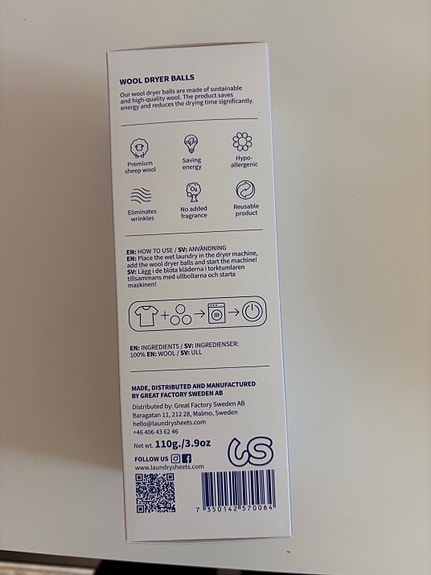 WOOL DRYER BALLS
Our wool dryer balls are made of sustainable
and high-quality wool. The product saves
energy and reduces the drying time significantly.
Premium
sheep wool
Saving
energy
Hypo-
allergenic
Eliminates
wrinkles
No added
fragrance
Reusable
product
EN: HOW TO USE / SV: ANVÄNDNING
EN: Place the wet laundry in the dryer machine,
add the wool dryer balls and start the machine!
SV: Lägg i de blöta kläderna i torktumlaren
tillsammans med ullbollarna och starta
maskinen!
EN: INGREDIENTS / SV: INGREDIENSER:
100% EN: WOOL / SV: ULL
MADE, DISTRIBUTED AND MANUFACTURED
BY GREAT FACTORY SWEDEN AB
Distributed by: Great Factory Sweden AB
Baragatan 11, 212 28, Malmo, Sweden
hello@laundrysheets.com
+46 406 43 62 46
Net wt. 110g./3.9oz
FOLLOW US
www.laundrysheets.com
LS
7 350142 570064